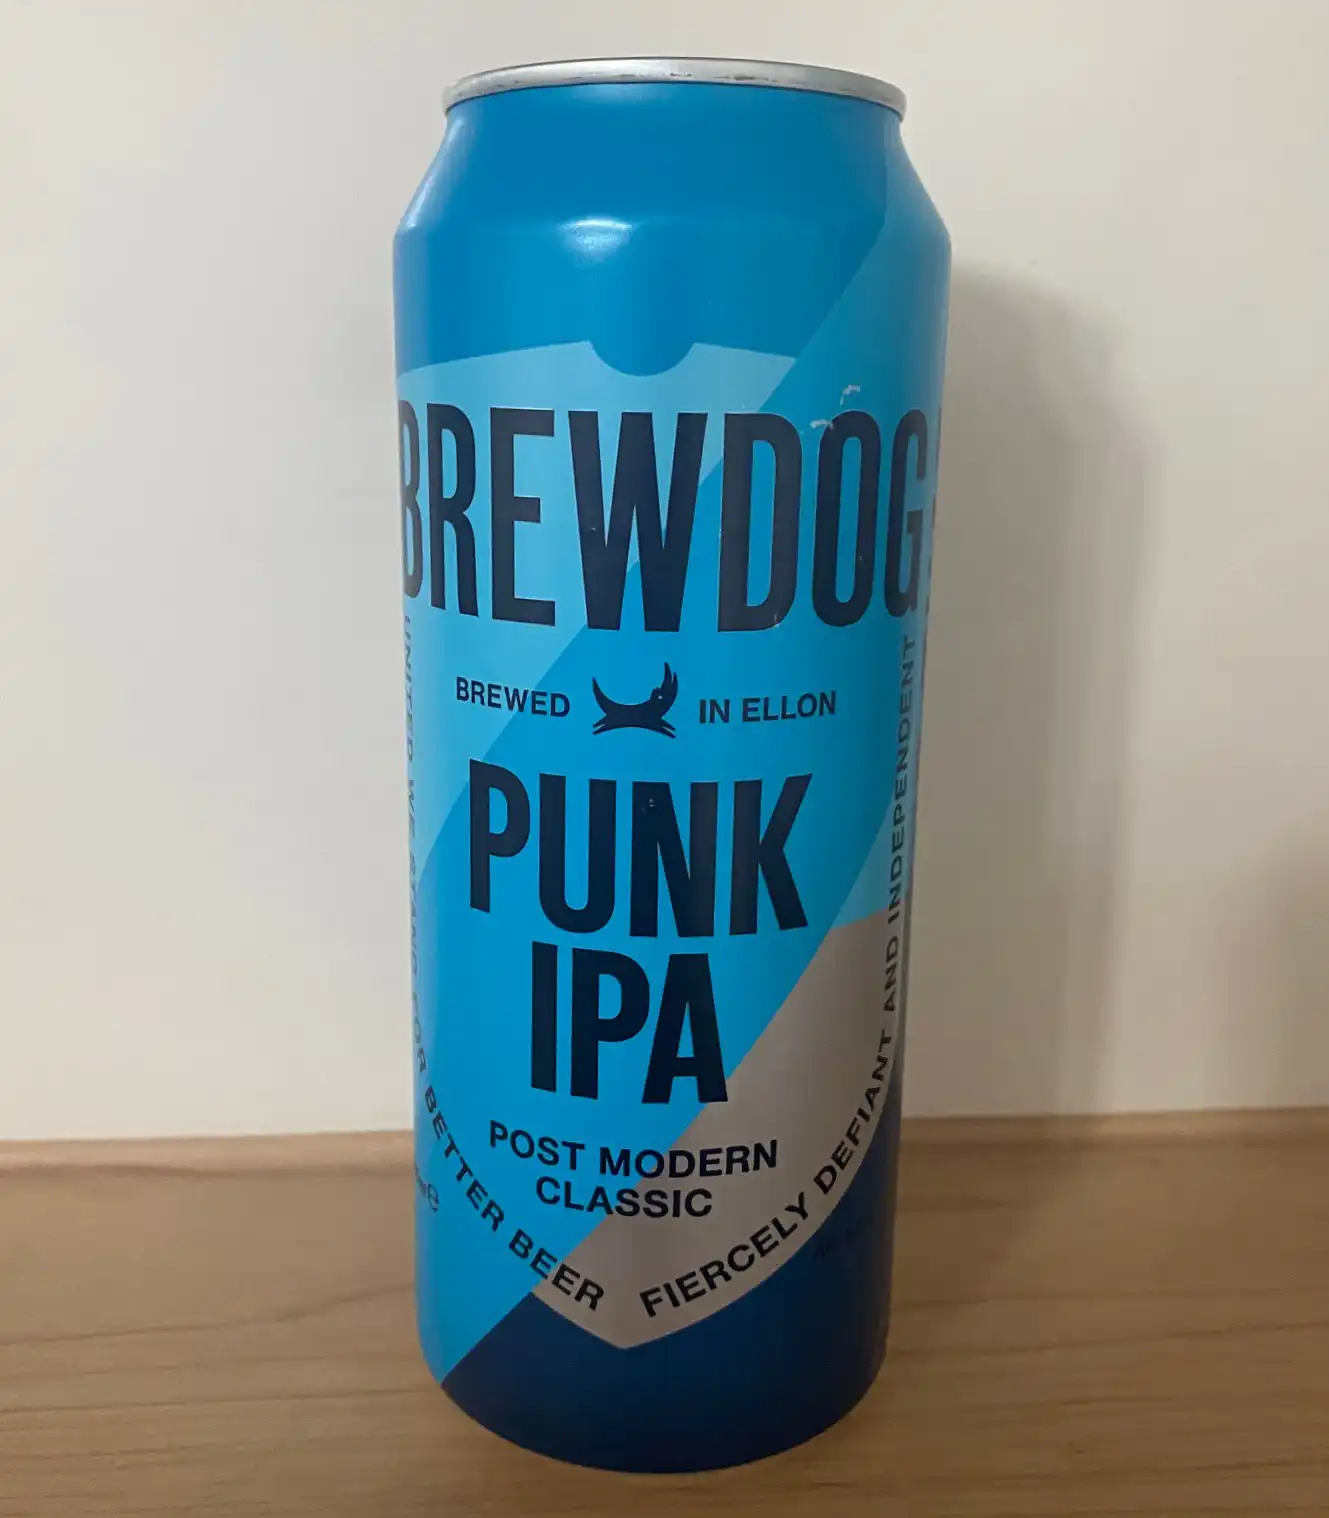 BREWDOG
BREWED IN ELLON
PUNK
IPA
POST MODERN
CLASSIC
UNITED WE STAND FOR BETTER BEER
FIERCELY DEFIANT AND INDEPENDENT